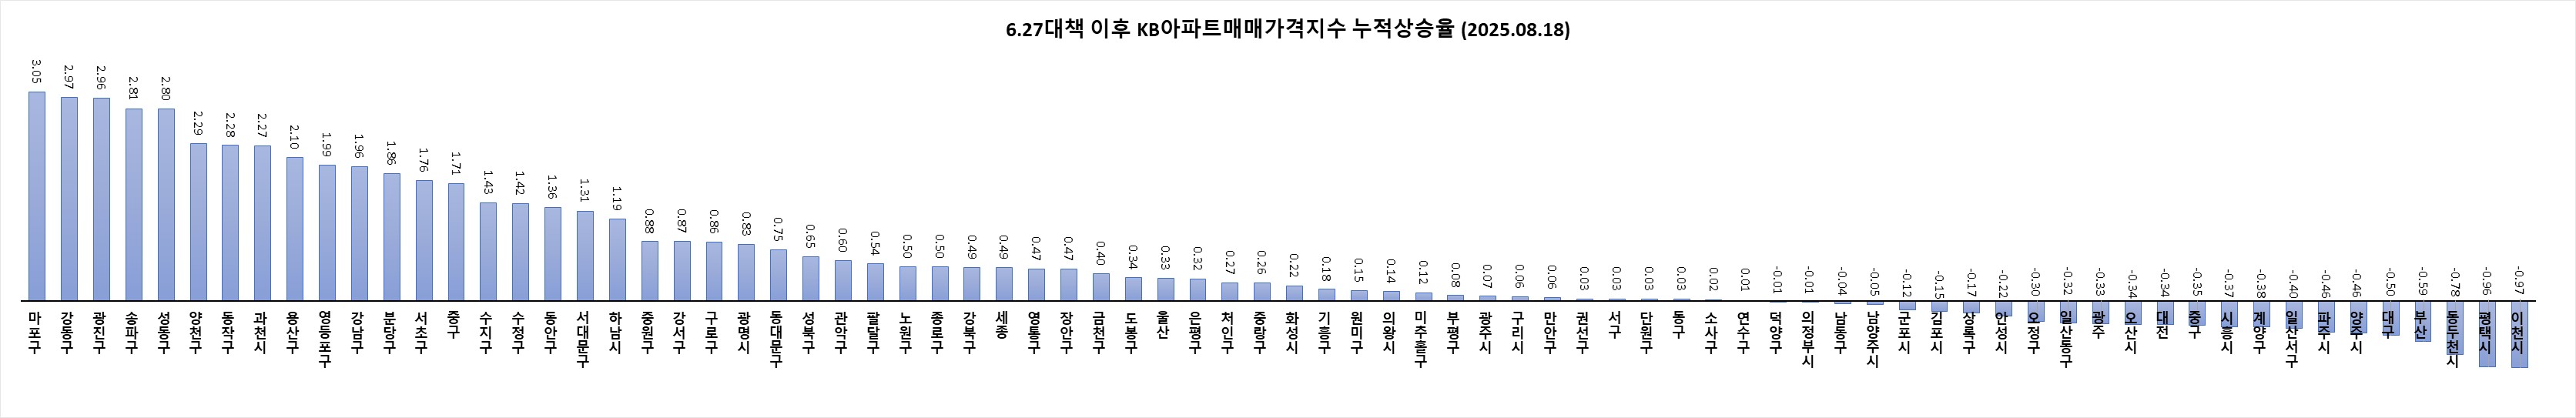 6.27대책 이후 KB아파트매매가격지수 누적상승율 (2025.08.18)
3.05 2.97 2.96 2.81 2.80 2.29 2.28 2.27 2.10 1.99 1.96 1.86 1.76 1.71 1.43 1.42 1.36 1.31 1.19 0.88 0.87 0.86 0.83 0.75 0.65 0.60 0.54 0.50 0.50 0.49 0.49 0.47 0.47 0.40 0.34 0.33 0.32 0.27 0.26 0.22 0.18 0.15 0.14 0.12 0.08 0.07 0.06 0.06 0.03 0.03 0.03 0.03 0.02 0.01 -0.01 -0.01 -0.04 -0.05 -0.12 -0.15 -0.17 -0.22 -0.30 -0.32 -0.33 -0.34 -0.34 -0.35 -0.37 -0.38 -0.40 -0.46 -0.46 -0.50 -0.59 -0.78 -0.96 -0.97
마포구 강동구 광진구 송파구 성동구 양천구 동작구 과천시 용산구 영등포구 강남구 분당구 서초구 중구 수지구 수정구 동안구 서대문구 하남시 중원구 강서구 구로구 광명시 동대문구 성북구 관악구 팔달구 노원구 종로구 강북구 세종 영통구 장안구 금천구 도봉구 울산 은평구 처인구 중랑구 화성시 기흥구 원미구 의왕시 미추홀구 부평구 광주시 구리시 만안구 권선구 서구 단원구 동구 소사구 연수구 덕양구 의정부시 남동구 남양주시 군포시 김포시 상록구 안성시 오정구 일산동구 광주 오산시 대전 중구 시흥시 계양구 일산서구 파주시 양주시 대구 부산 동두천시 평택시 이천시